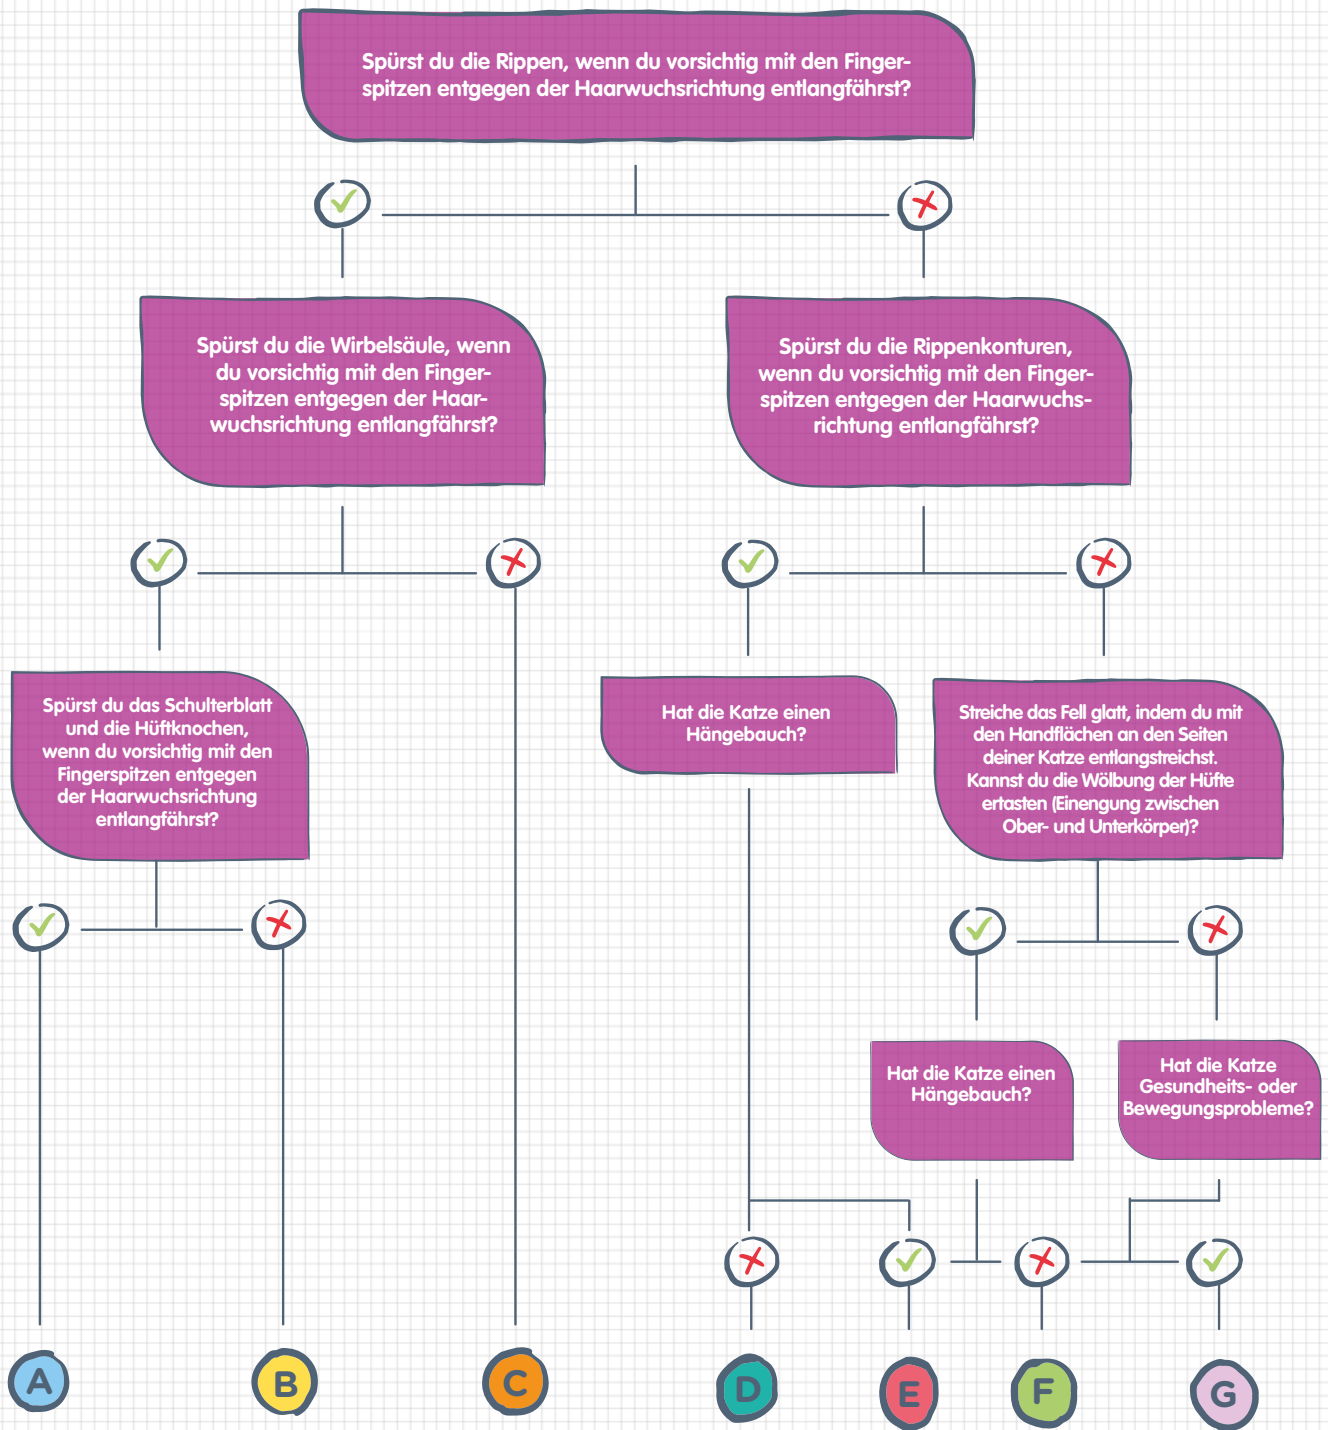 Spürst du die Rippen, wenn du vorsichtig mit den Finger-
spitzen entgegen der Haarwuchsrichtung entlangfährst?
Spürst du die Wirbelsäule, wenn
du vorsichtig mit den Finger-
spitzen entgegen der Haar-
wuchsrichtung entlangfährst?
Spürst du die Rippenkonturen,
wenn du vorsichtig mit den Finger-
spitzen entgegen der Haarwuchs-
richtung entlangfährst?
Spürst du das Schulterblatt
und die Hüftknochen,
wenn du vorsichtig mit den
Fingerspitzen entgegen
der Haarwuchsrichtung
entlangfährst?
Hat die Katze einen
Hängebauch?
Streiche das Fell glatt, indem du mit
den Handflächen an den Seiten
deiner Katze entlangstreichst.
Kannst du die Wölbung der Hüfte
ertasten (Einengung zwischen
Ober- und Unterkörper)?
Hat die Katze einen
Hängebauch?
Hat die Katze
Gesundheits- oder
Bewegungsprobleme?
A
B
C
D
E
F
G